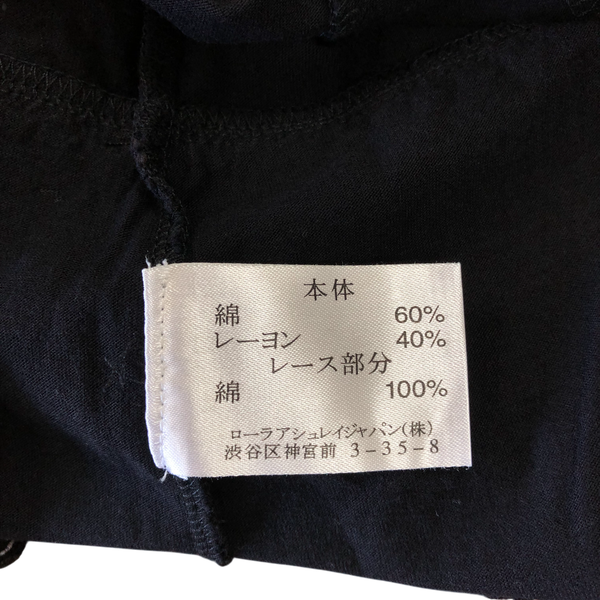 本体
綿 60%
レーヨン 40%
レース部分
綿 100%
ローラアシュレイジャパン(株)
渋谷区神宮前 3-35-8